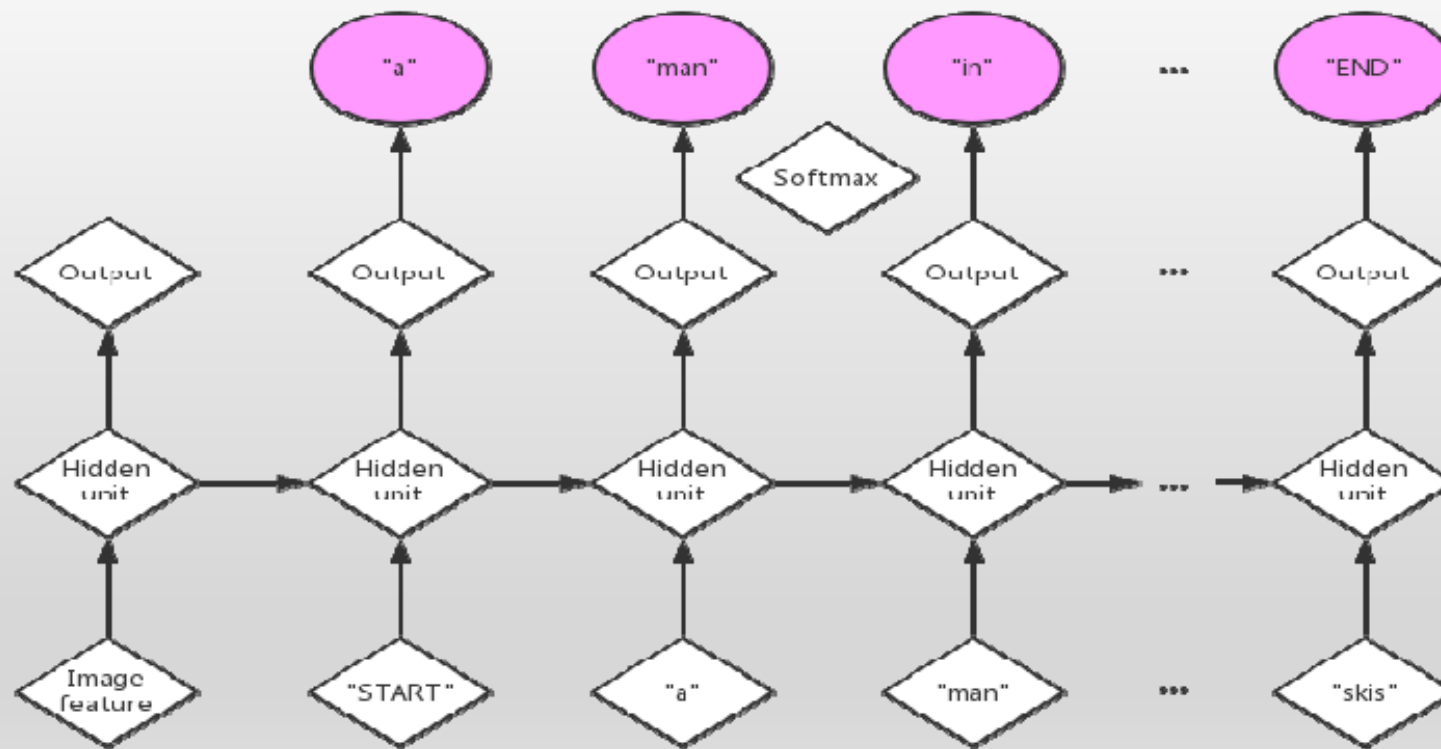 "a" "man" "in" ... "END"
Softmax
Output Output Output Output ... Output
Hidden unit Hidden unit Hidden unit Hidden unit ... Hidden unit
Image feature "START" "a" "man" ... "skis"